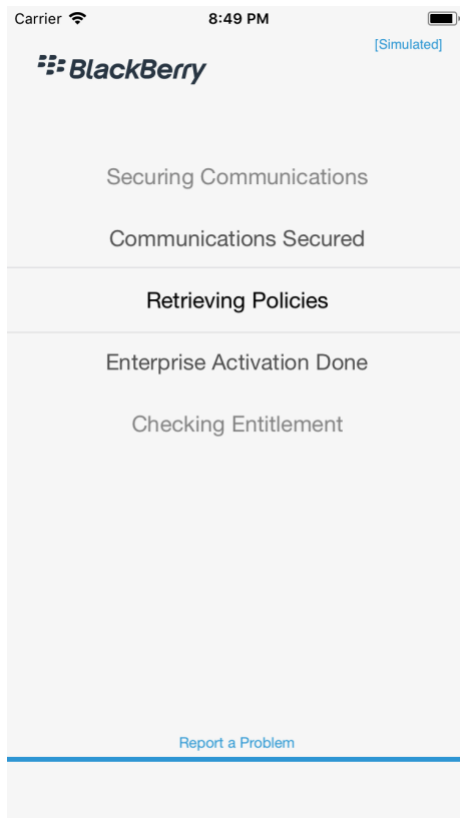 Carrier 8:49 PM
[Simulated]
BlackBerry
Securing Communications
Communications Secured
Retrieving Policies
Enterprise Activation Done
Checking Entitlement
Report a Problem